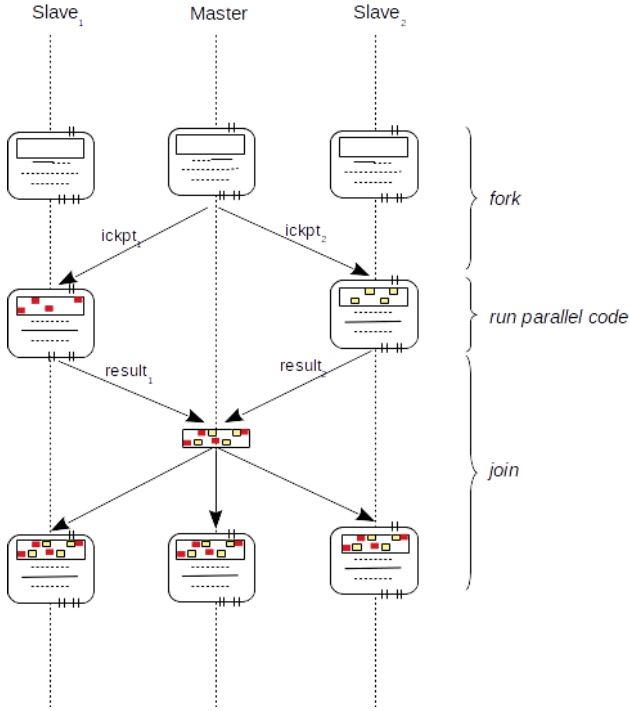 Slave₁ Master Slave₂
fork
ickpt₁ ickpt₂
run parallel code
result₁ result₂
join